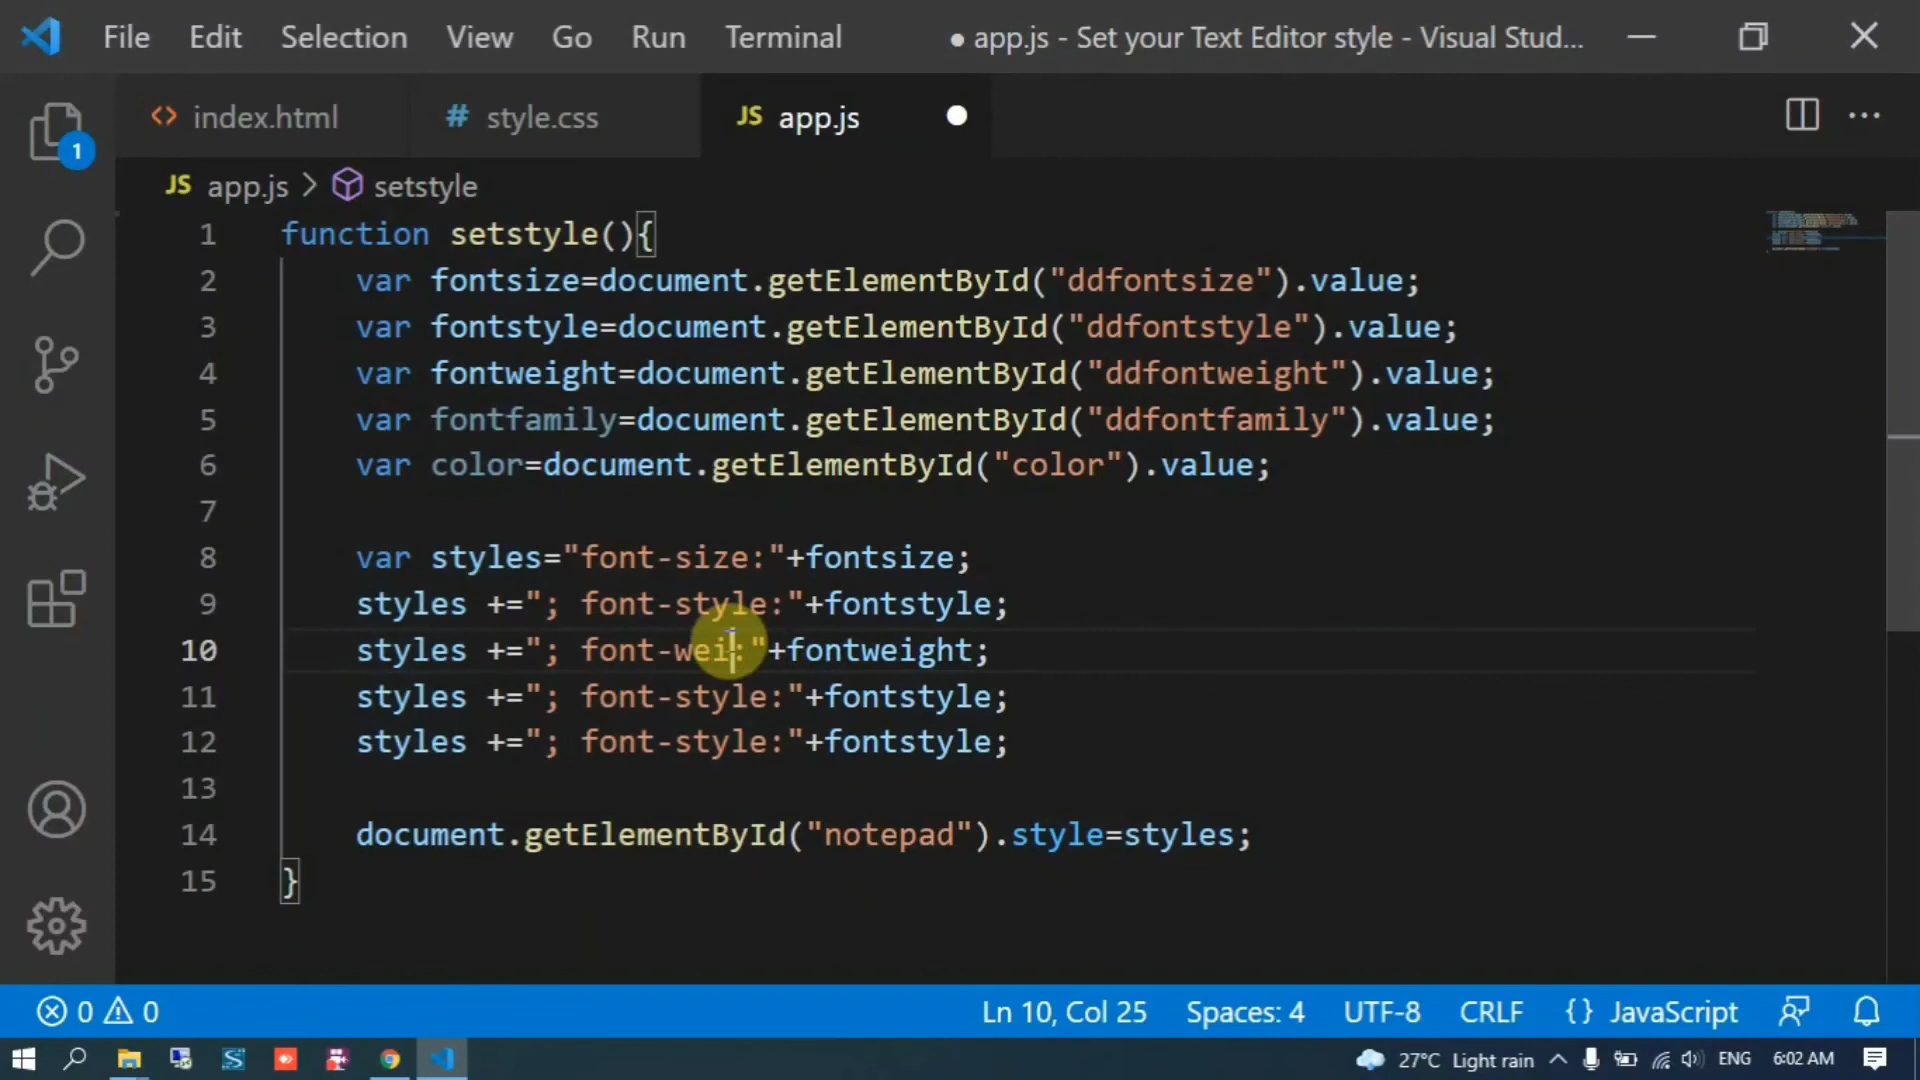 File Edit Selection View Go Run Terminal ● app.js - Set your Text Editor style - Visual Stud...
index.html # style.css JS app.js ...
1
JS app.js > setstyle
1 function setstyle(){
2 var fontsize=document.getElementById("ddfontsize").value;
3 var fontstyle=document.getElementById("ddfontstyle").value;
4 var fontweight=document.getElementById("ddfontweight").value;
5 var fontfamily=document.getElementById("ddfontfamily").value;
6 var color=document.getElementById("color").value;
7
8 var styles="font-size:"+fontsize;
9 styles +="; font-style:"+fontstyle;
10 styles +="; font-wei:"+fontweight;
11 styles +="; font-style:"+fontstyle;
12 styles +="; font-style:"+fontstyle;
13
14 document.getElementById("notepad").style=styles;
15 }
0 0 Ln 10, Col 25 Spaces: 4 UTF-8 CRLF {} JavaScript
27°C Light rain ENG 6:02 AM